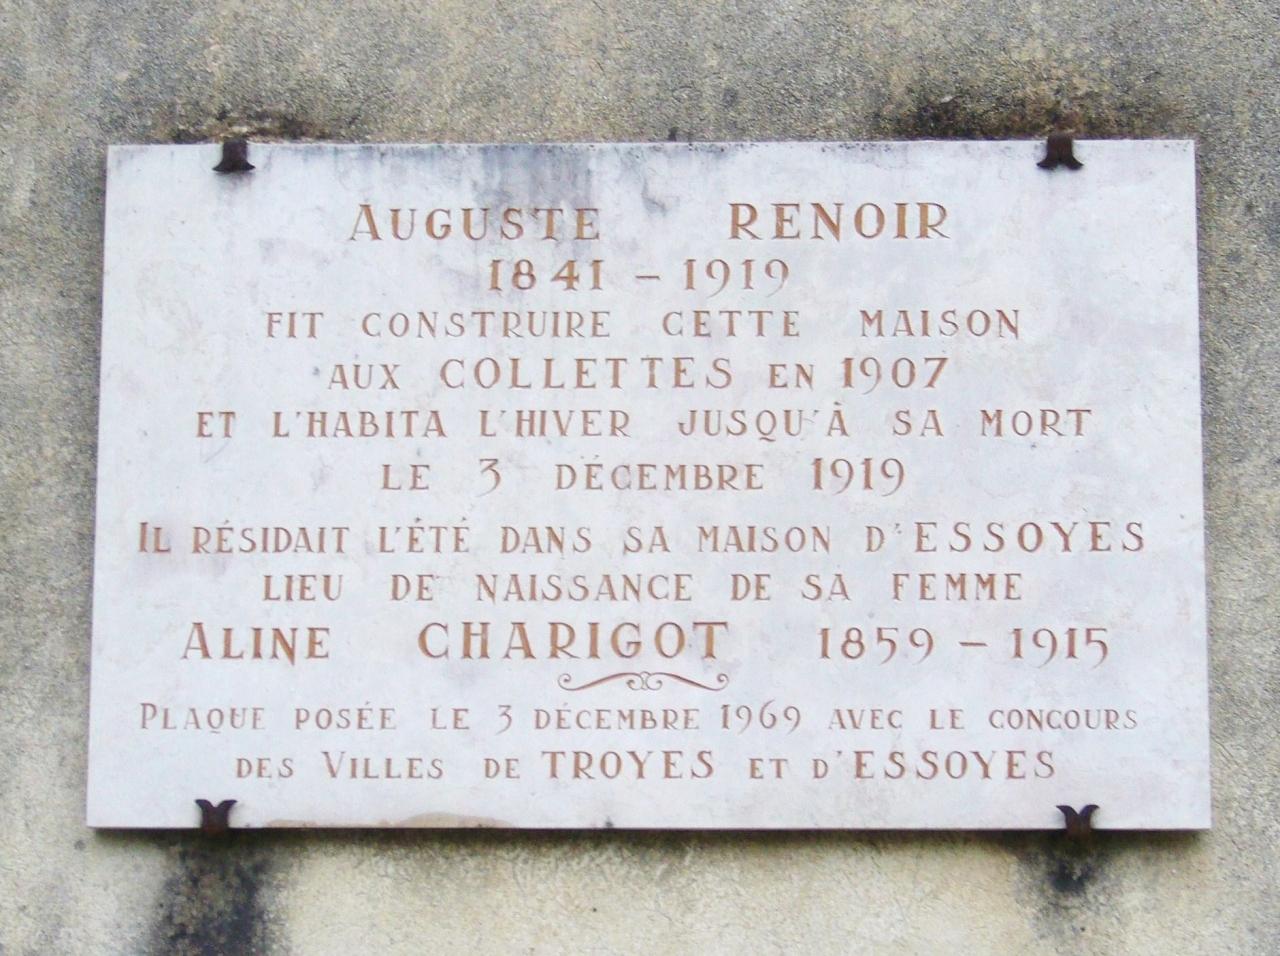 AUGUSTE RENOIR
1841 - 1919
FIT CONSTRUIRE CETTE MAISON
AUX COLLETTES EN 1907
ET L'HABITA L'HIVER JUSQU'À SA MORT
LE 3 DÉCEMBRE 1919
IL RÉSIDAIT L'ÉTÉ DANS SA MAISON D'ESSOYES
LIEU DE NAISSANCE DE SA FEMME
ALINE CHARIGOT 1859 - 1915
PLAQUE POSÉE LE 3 DÉCEMBRE 1969 AVEC LE CONCOURS
DES VILLES DE TROYES ET D'ESSOYES